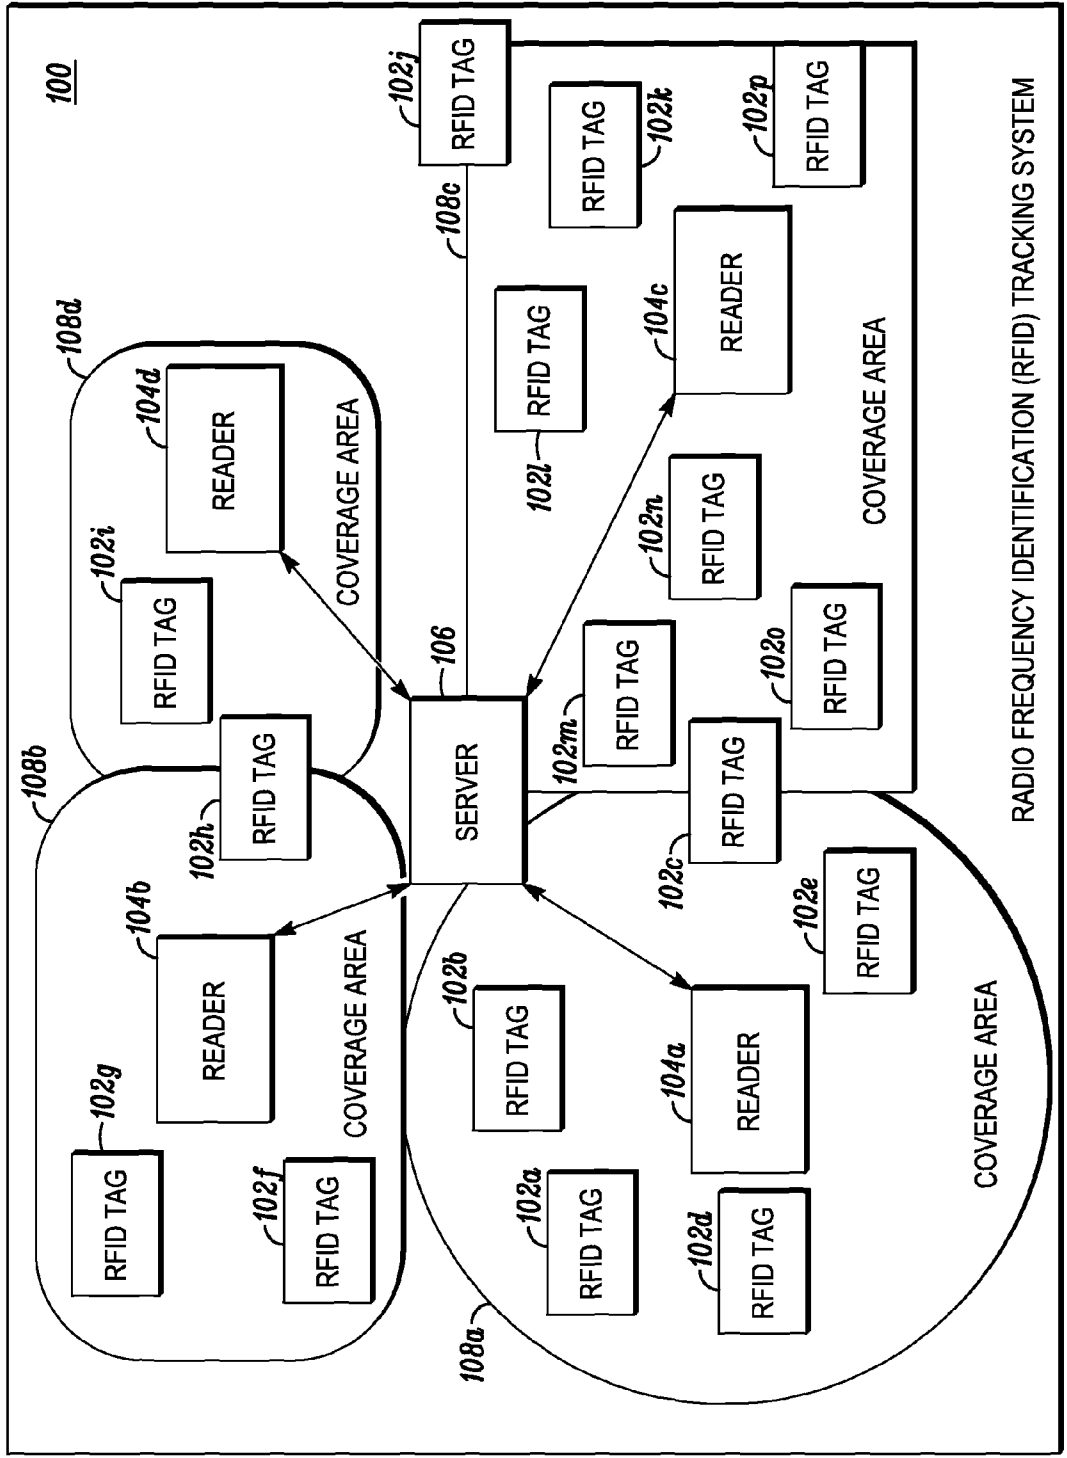 100
108b
108d
102g
RFID TAG
102i
RFID TAG
104b
READER
104d
READER
102f
RFID TAG
102h
RFID TAG
COVERAGE AREA
COVERAGE AREA
102j
RFID TAG
108a
106
SERVER
108c
102b
RFID TAG
102l
RFID TAG
102a
RFID TAG
102m
RFID TAG
102k
RFID TAG
104a
READER
102n
RFID TAG
104c
READER
102d
RFID TAG
102c
RFID TAG
102p
RFID TAG
102e
RFID TAG
102o
RFID TAG
COVERAGE AREA
COVERAGE AREA
RADIO FREQUENCY IDENTIFICATION (RFID) TRACKING SYSTEM